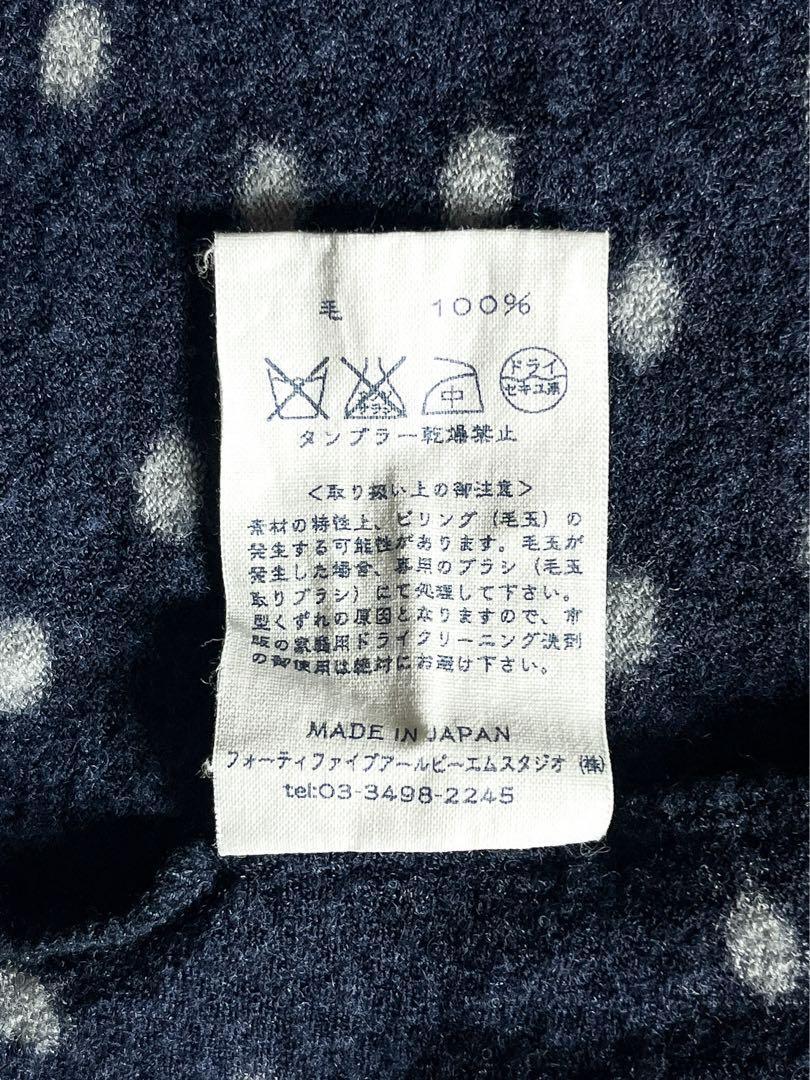 毛 100%
サラシ 中 ドライ
セキユ系
タンブラー乾燥禁止
<取り扱い上の御注意>
素材の特性上、ピリング(毛玉)の
発生する可能性があります。毛玉が
発生した場合、専用のブラシ(毛玉
取りブラシ)にて処理して下さい。
型くずれの原因となりますので、市
販の家庭用ドライクリーニング洗剤
の御使用は絶対にお避け下さい。
MADE IN JAPAN
フォーティファイブアールピーエムスタジオ(株)
tel:03-3498-2245